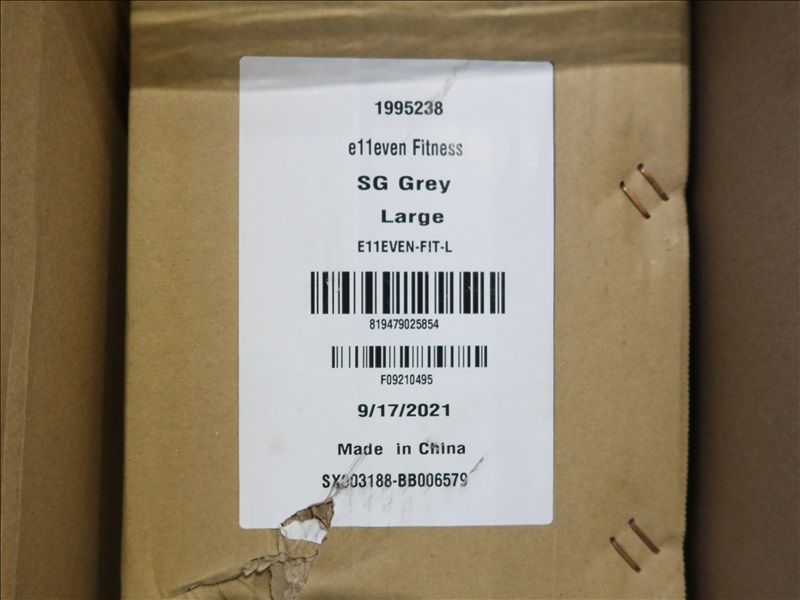 1995238
e11even Fitness
SG Grey
Large
E11EVEN-FIT-L
819479025854
F09210495
9/17/2021
Made in China